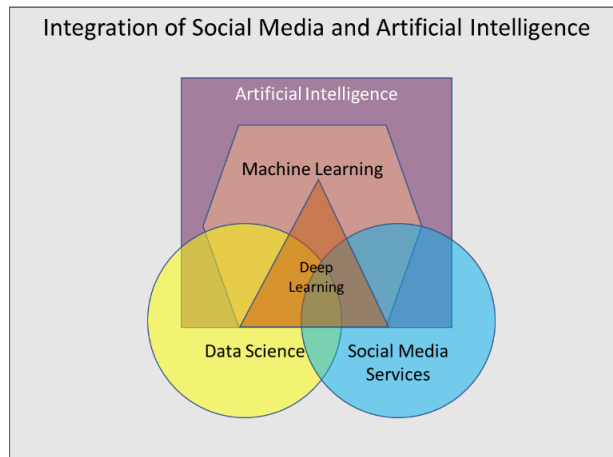 Integration of Social Media and Artificial Intelligence
Artificial Intelligence
Machine Learning
Deep
Learning
Data Science
Social Media
Services